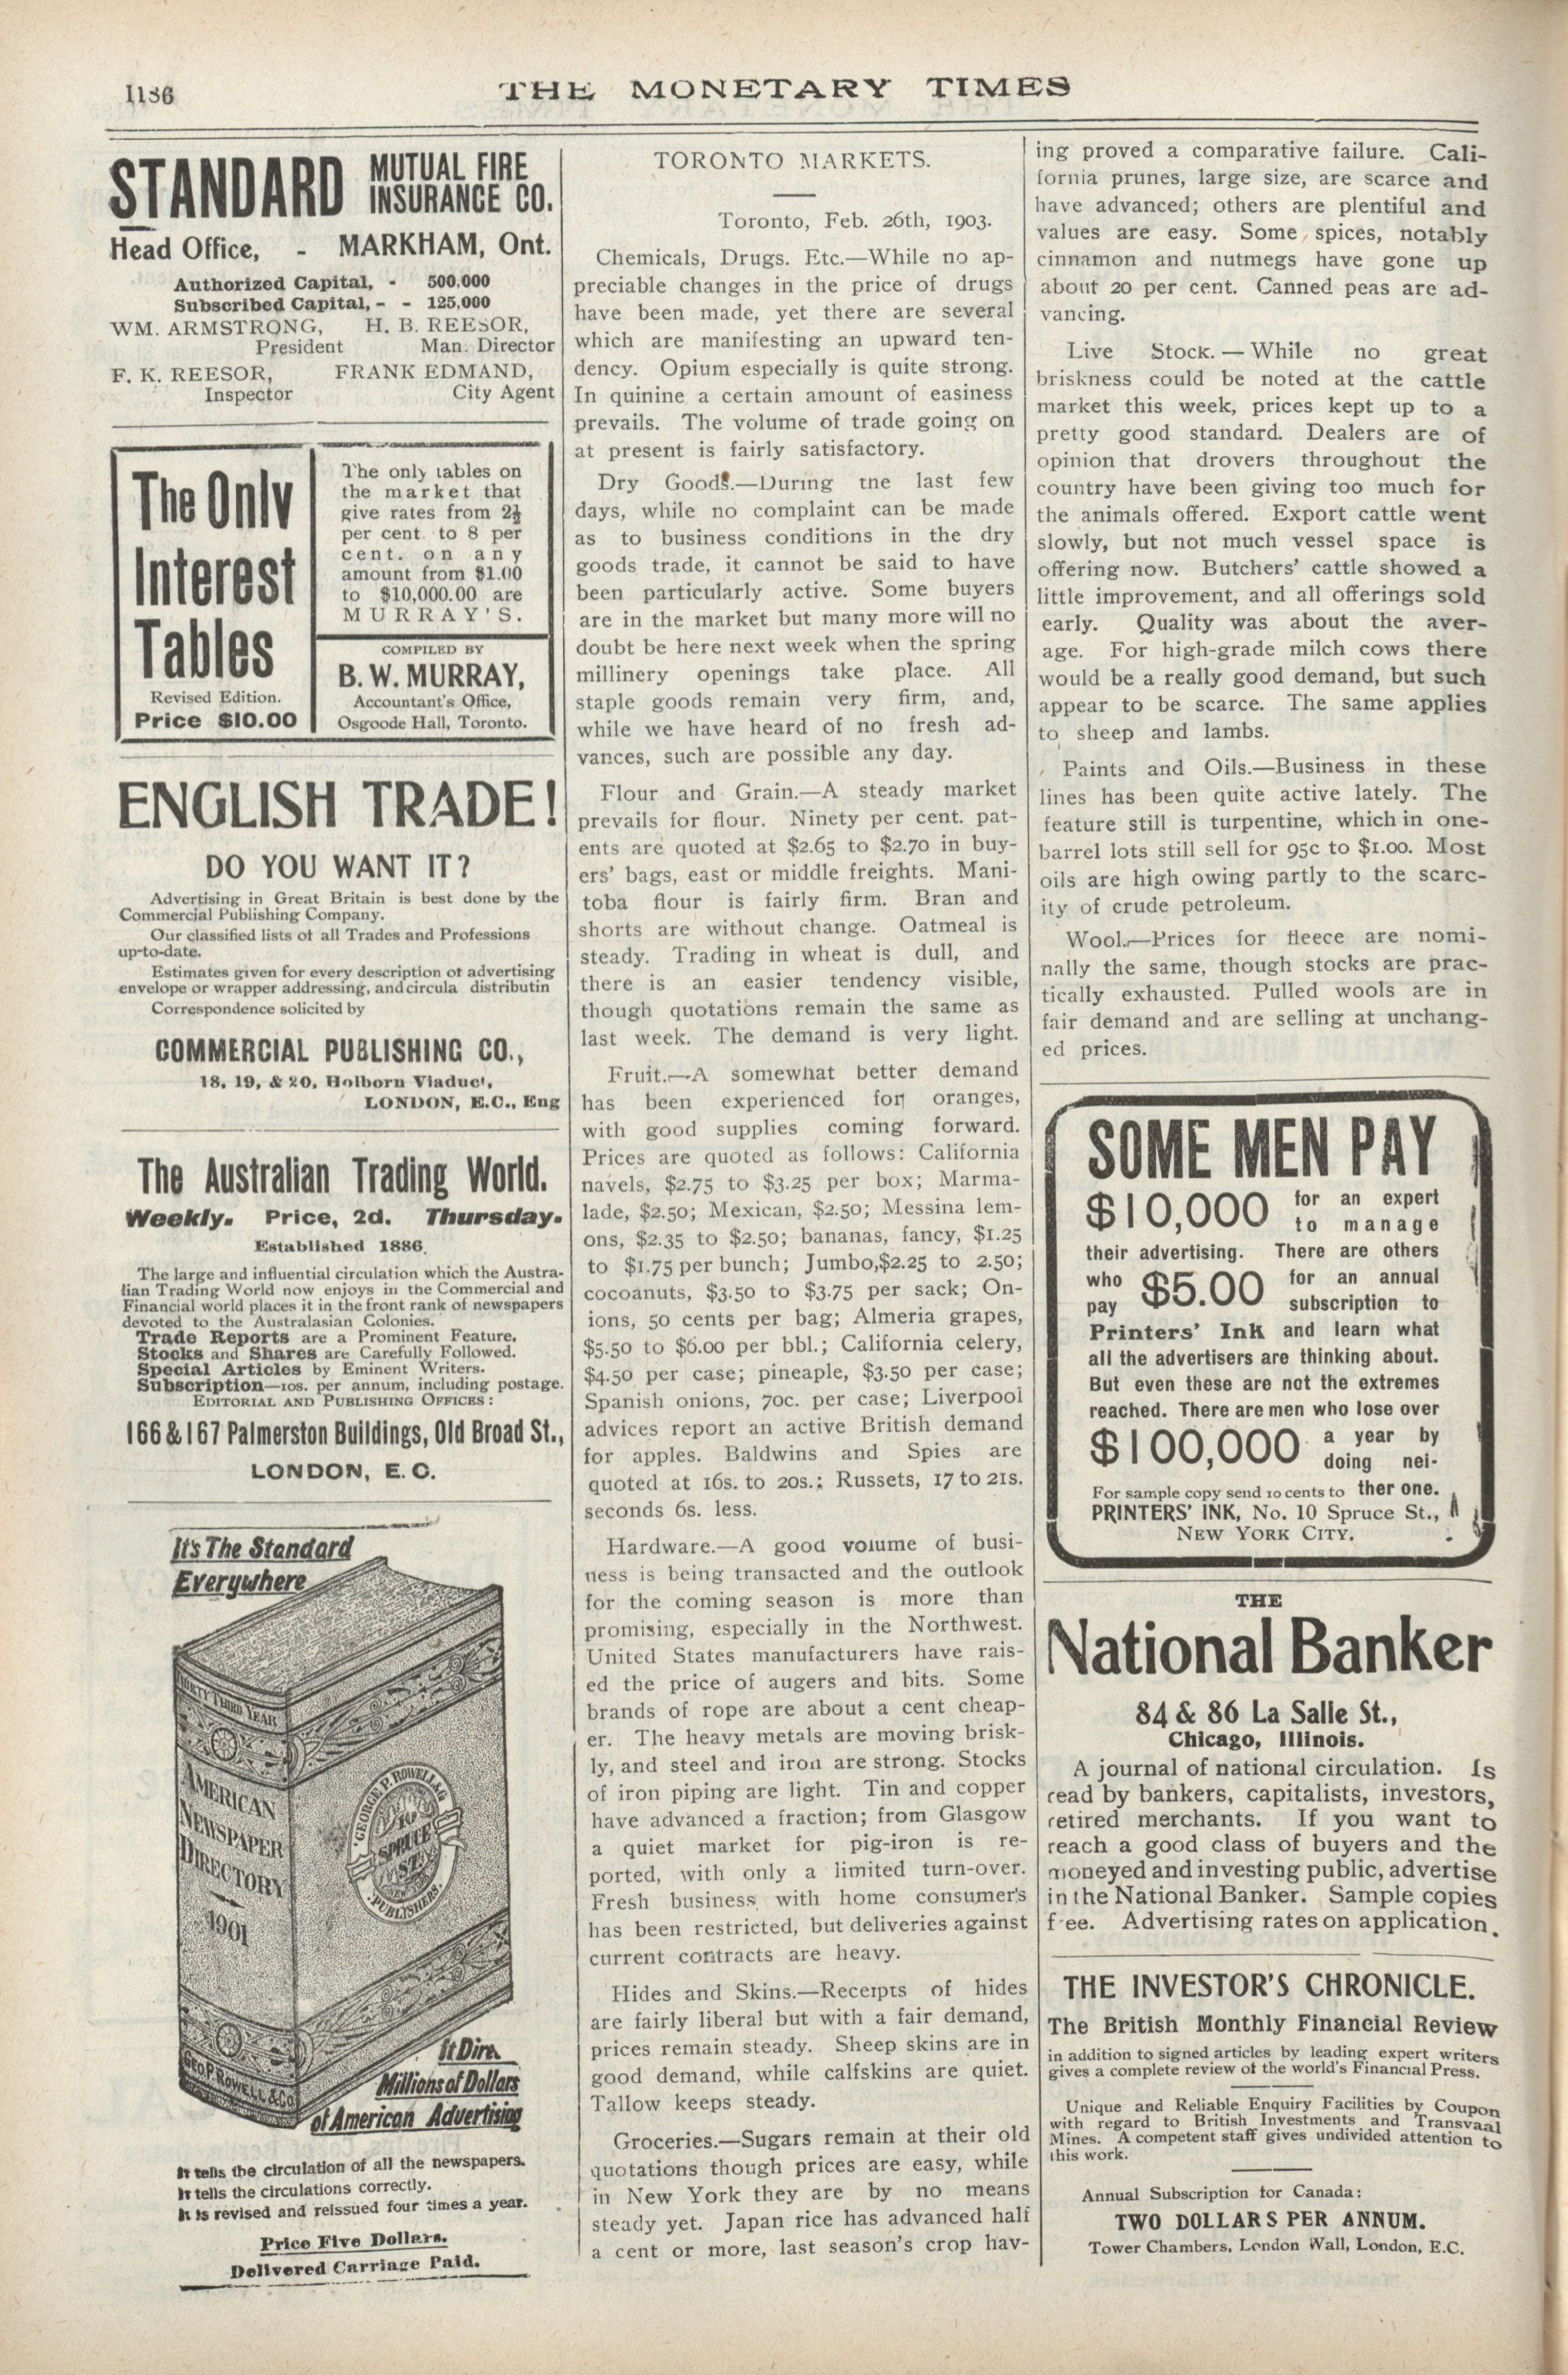 1186
THE MONETARY TIMES
STANDARD MUTUAL FIRE
INSURANCE CO.
Head Office, - MARKHAM, Ont.
Authorized Capital, - 500,000
Subscribed Capital, - - 125,000
WM. ARMSTRONG, H. B. REESOR,
President Man. Director
F. K. REESOR, FRANK EDMAND,
Inspector City Agent
The Only
Interest
Tables
Revised Edition.
Price $10.00
The only tables on
the market that
give rates from 2½
per cent. to 8 per
cent. on any
amount from $1.00
to $10,000.00 are
MURRAY'S.
COMPILED BY
B. W. MURRAY,
Accountant's Office,
Osgoode Hall, Toronto.
ENGLISH TRADE!
DO YOU WANT IT?
Advertising in Great Britain is best done by the
Commercial Publishing Company.
Our classified lists of all Trades and Professions
up-to-date.
Estimates given for every description of advertising
envelope or wrapper addressing, and circula distributin
Correspondence solicited by
COMMERCIAL PUBLISHING CO.,
18, 19, & 20, Holborn Viaduc',
LONDON, E.C., Eng
The Australian Trading World.
Weekly. Price, 2d. Thursday.
Established 1886.
The large and influential circulation which the Austra-
lian Trading World now enjoys in the Commercial and
Financial world places it in the front rank of newspapers
devoted to the Australasian Colonies.
Trade Reports are a Prominent Feature.
Stocks and Shares are Carefully Followed.
Special Articles by Eminent Writers.
Subscription—10s. per annum, including postage.
EDITORIAL AND PUBLISHING OFFICES:
166 & 167 Palmerston Buildings, Old Broad St.,
LONDON, E. C.
It's The Standard
Everywhere
THIRTY THIRD YEAR
AMERICAN
NEWSPAPER
DIRECTORY
1901
GEO P ROWELL & CO
GEORGE P. ROWELL & CO
10
SPRUCE
ST.
PUBLISHERS.
It Dire
Millions of Dollars
of American Advertising
It tells the circulation of all the newspapers.
It tells the circulations correctly.
It is revised and reissued four times a year.
Price Five Dollars.
Delivered Carriage Paid.
TORONTO MARKETS.
Toronto, Feb. 26th, 1903.
Chemicals, Drugs. Etc.—While no ap-
preciable changes in the price of drugs
have been made, yet there are several
which are manifesting an upward ten-
dency. Opium especially is quite strong.
In quinine a certain amount of easiness
prevails. The volume of trade going on
at present is fairly satisfactory.
Dry Goods.—During the last few
days, while no complaint can be made
as to business conditions in the dry
goods trade, it cannot be said to have
been particularly active. Some buyers
are in the market but many more will no
doubt be here next week when the spring
millinery openings take place. All
staple goods remain very firm, and,
while we have heard of no fresh ad-
vances, such are possible any day.
Flour and Grain.—A steady market
prevails for flour. Ninety per cent. pat-
ents are quoted at $2.65 to $2.70 in buy-
ers' bags, east or middle freights. Mani-
toba flour is fairly firm. Bran and
shorts are without change. Oatmeal is
steady. Trading in wheat is dull, and
there is an easier tendency visible,
though quotations remain the same as
last week. The demand is very light.
Fruit.—A somewhat better demand
has been experienced for oranges,
with good supplies coming forward.
Prices are quoted as follows: California
navels, $2.75 to $3.25 per box; Marma-
lade, $2.50; Mexican, $2.50; Messina lem-
ons, $2.35 to $2.50; bananas, fancy, $1.25
to $1.75 per bunch; Jumbo,$2.25 to 2.50;
cocoanuts, $3.50 to $3.75 per sack; On-
ions, 50 cents per bag; Almeria grapes,
$5.50 to $6.00 per bbl.; California celery,
$4.50 per case; pineaple, $3.50 per case;
Spanish onions, 70c. per case; Liverpool
advices report an active British demand
for apples. Baldwins and Spies are
quoted at 16s. to 20s.; Russets, 17 to 21s.
seconds 6s. less.
Hardware.—A good volume of busi-
ness is being transacted and the outlook
for the coming season is more than
promising, especially in the Northwest.
United States manufacturers have rais-
ed the price of augers and bits. Some
brands of rope are about a cent cheap-
er. The heavy metals are moving brisk-
ly, and steel and iron are strong. Stocks
of iron piping are light. Tin and copper
have advanced a fraction; from Glasgow
a quiet market for pig-iron is re-
ported, with only a limited turn-over.
Fresh business with home consumer's
has been restricted, but deliveries against
current contracts are heavy.
Hides and Skins.—Receipts of hides
are fairly liberal but with a fair demand,
prices remain steady. Sheep skins are in
good demand, while calfskins are quiet.
Tallow keeps steady.
Groceries.—Sugars remain at their old
quotations though prices are easy, while
in New York they are by no means
steady yet. Japan rice has advanced half
a cent or more, last season's crop hav-
ing proved a comparative failure. Cali-
fornia prunes, large size, are scarce and
have advanced; others are plentiful and
values are easy. Some spices, notably
cinnamon and nutmegs have gone up
about 20 per cent. Canned peas are ad-
vancing.
Live Stock. — While no great
briskness could be noted at the cattle
market this week, prices kept up to a
pretty good standard. Dealers are of
opinion that drovers throughout the
country have been giving too much for
the animals offered. Export cattle went
slowly, but not much vessel space is
offering now. Butchers' cattle showed a
little improvement, and all offerings sold
early. Quality was about the aver-
age. For high-grade milch cows there
would be a really good demand, but such
appear to be scarce. The same applies
to sheep and lambs.
Paints and Oils.—Business in these
lines has been quite active lately. The
feature still is turpentine, which in one-
barrel lots still sell for 95c to $1.00. Most
oils are high owing partly to the scarc-
ity of crude petroleum.
Wool.—Prices for fleece are nomi-
nally the same, though stocks are prac-
tically exhausted. Pulled wools are in
fair demand and are selling at unchang-
ed prices.
SOME MEN PAY
$10,000 for an expert
to manage
their advertising. There are others
who pay $5.00 for an annual
subscription to
Printers' Ink and learn what
all the advertisers are thinking about.
But even these are not the extremes
reached. There are men who lose over
$100,000 a year by
doing nei-
For sample copy send 10 cents to ther one.
PRINTERS' INK, No. 10 Spruce St.,
NEW YORK CITY.
THE
National Banker
84 & 86 La Salle St.,
Chicago, Illinois.
A journal of national circulation. Is
read by bankers, capitalists, investors,
retired merchants. If you want to
reach a good class of buyers and the
moneyed and investing public, advertise
in the National Banker. Sample copies
f ee. Advertising rates on application.
THE INVESTOR'S CHRONICLE.
The British Monthly Financial Review
in addition to signed articles by leading expert writers
gives a complete review of the world's Financial Press.
Unique and Reliable Enquiry Facilities by Coupon
with regard to British Investments and Transvaal
Mines. A competent staff gives undivided attention to
this work.
Annual Subscription for Canada:
TWO DOLLARS PER ANNUM.
Tower Chambers, London Wall, London, E.C.